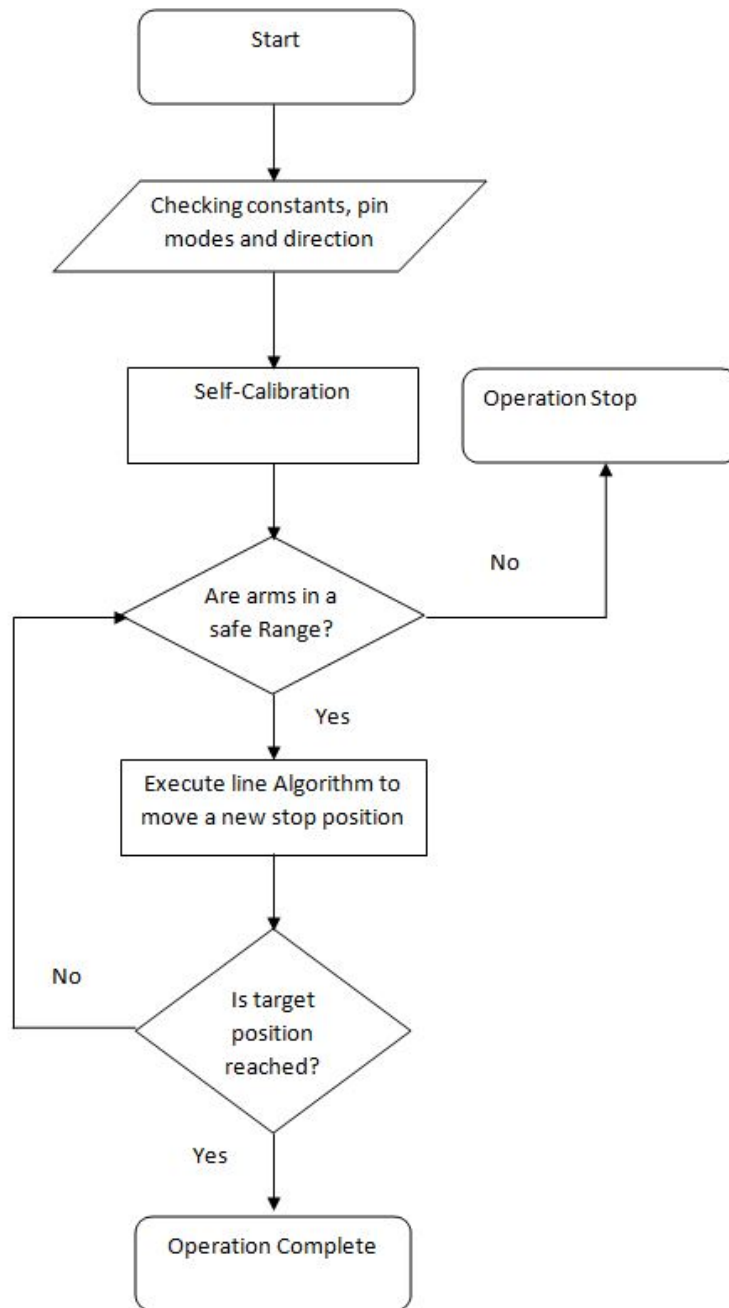 Start
Checking constants, pin
modes and direction
Self-Calibration
Operation Stop
No
Are arms in a
safe Range?
Yes
Execute line Algorithm to
move a new stop position
No
Is target
position
reached?
Yes
Operation Complete